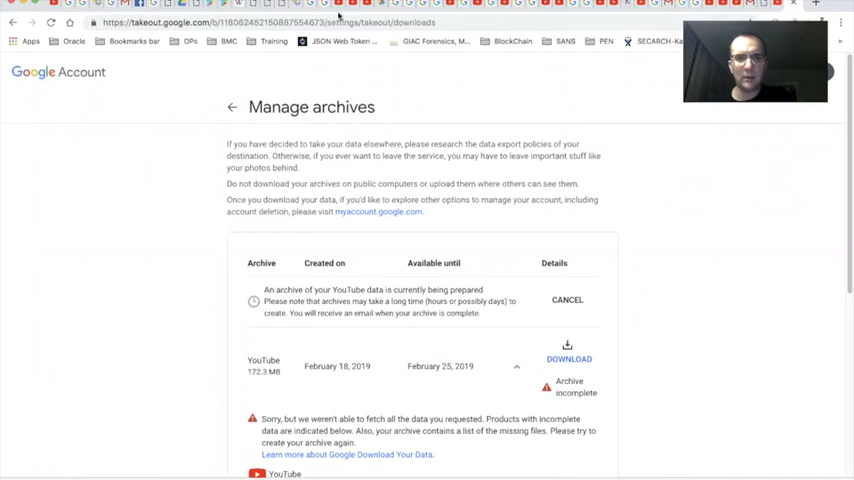 https://takeout.google.com/b/118062452150887554673/settings/takeout/downloads
Apps Oracle Bookmarks bar OPs BMC Training JSON Web Token ... GIAC Forensics, M... BlockChain SANS PEN SECARCH-Ka
Google Account
Manage archives
If you have decided to take your data elsewhere, please research the data export policies of your
destination. Otherwise, if you ever want to leave the service, you may have to leave important stuff like
your photos behind.
Do not download your archives on public computers or upload them where others can see them.
Once you download your data, if you'd like to explore other options to manage your account, including
account deletion, please visit myaccount.google.com.
Archive Created on Available until Details
An archive of your YouTube data is currently being prepared
Please note that archives may take a long time (hours or possibly days) to
create. You will receive an email when your archive is complete.
CANCEL
YouTube
172.3 MB
February 18, 2019
February 25, 2019
DOWNLOAD
Archive
incomplete
Sorry, but we weren't able to fetch all the data you requested. Products with incomplete
data are indicated below. Also, your archive contains a list of the missing files. Please try to
create your archive again.
Learn more about Google Download Your Data.
YouTube